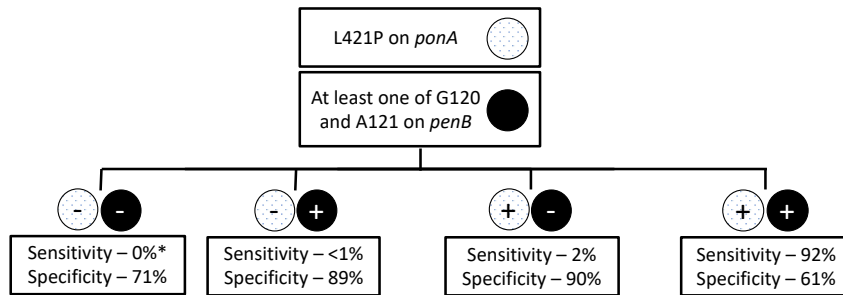 L421P on ponA
At least one of G120
and A121 on penB
- -
- +
+ -
+ +
Sensitivity – 0%*
Specificity – 71%
Sensitivity – <1%
Specificity – 89%
Sensitivity – 2%
Specificity – 90%
Sensitivity – 92%
Specificity – 61%